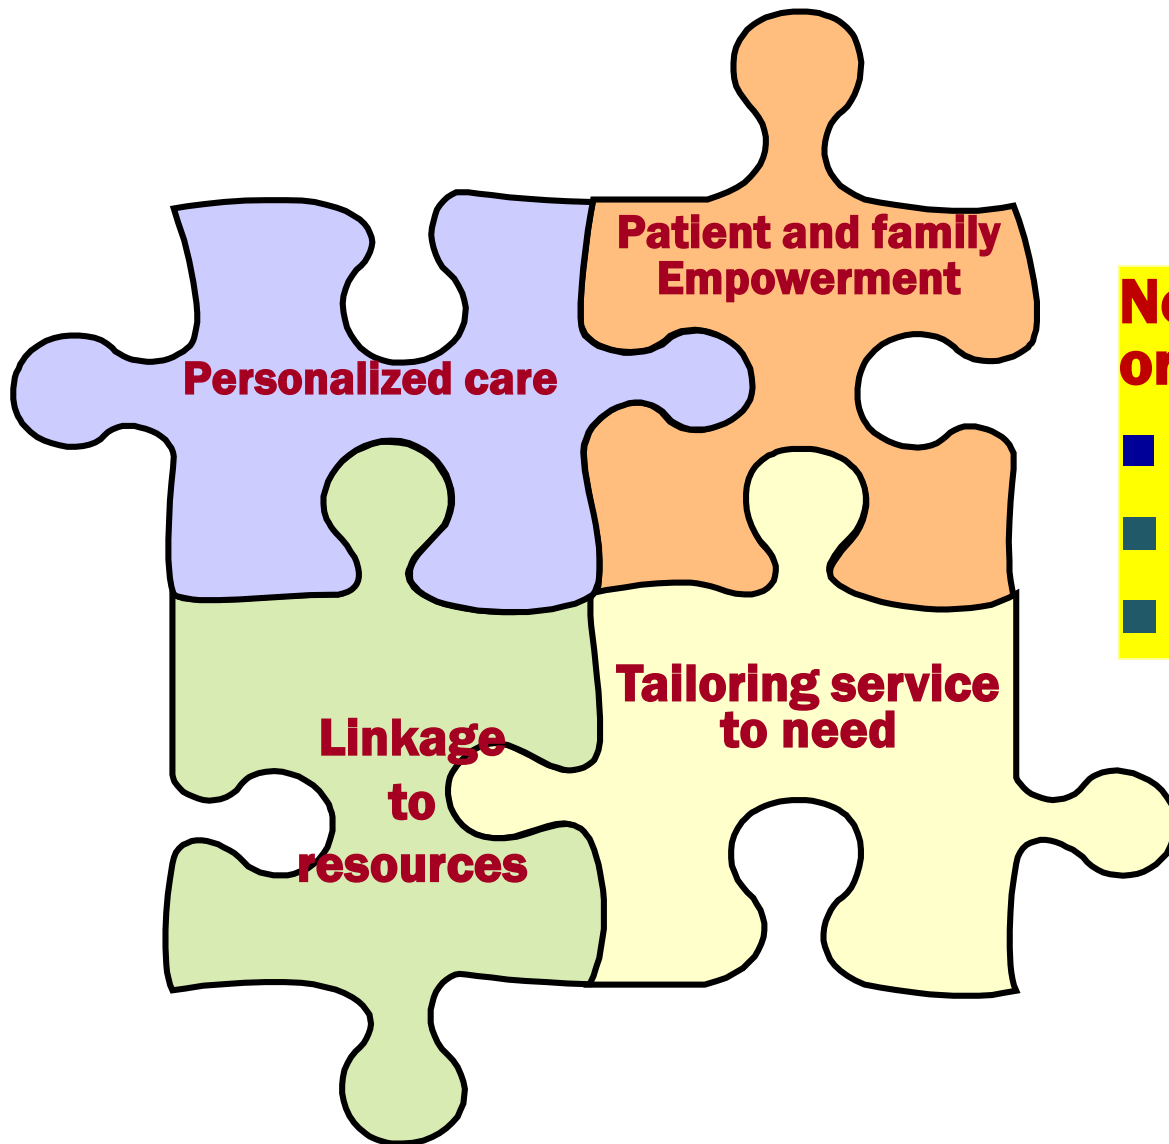 Patient and family
Empowerment
Personalized care
Tailoring service
to need
Linkage
to
resources